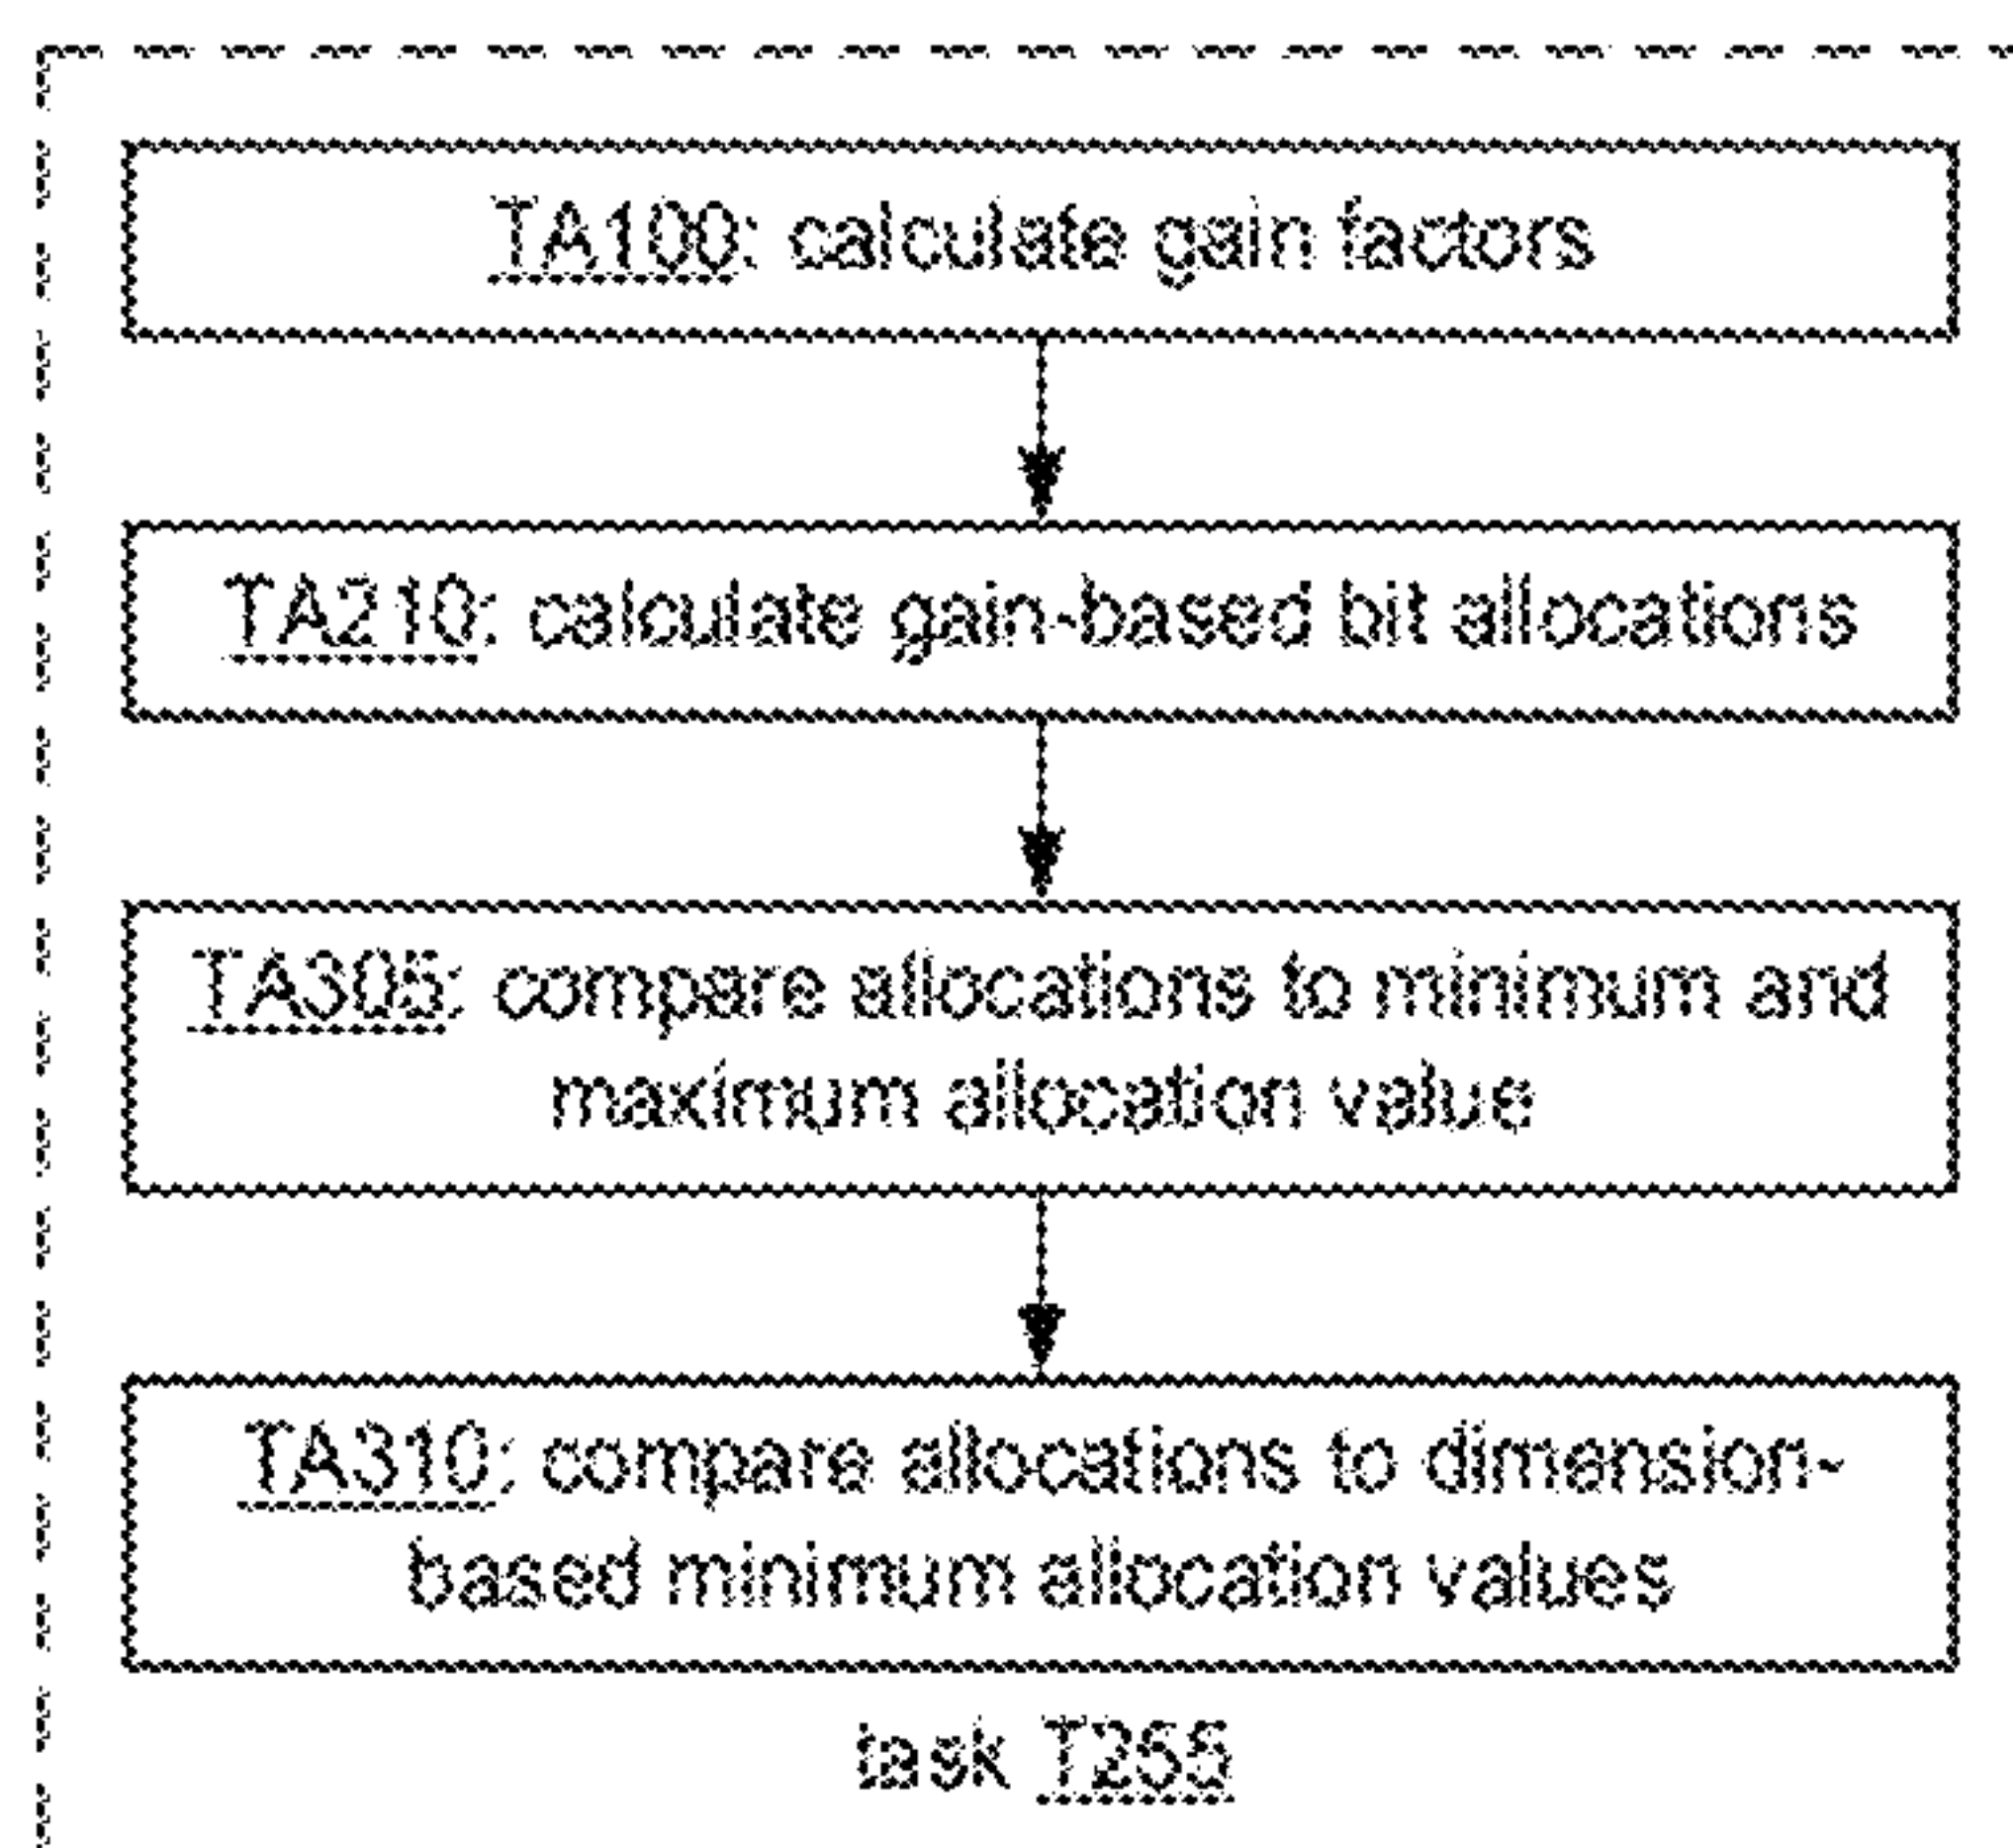 TA100: calculate gain factors
TA210: calculate gain-based bit allocations
TA305: compare allocations to minimum and
maximum allocation value
TA310: compare allocations to dimension-
based minimum allocation values
task T255